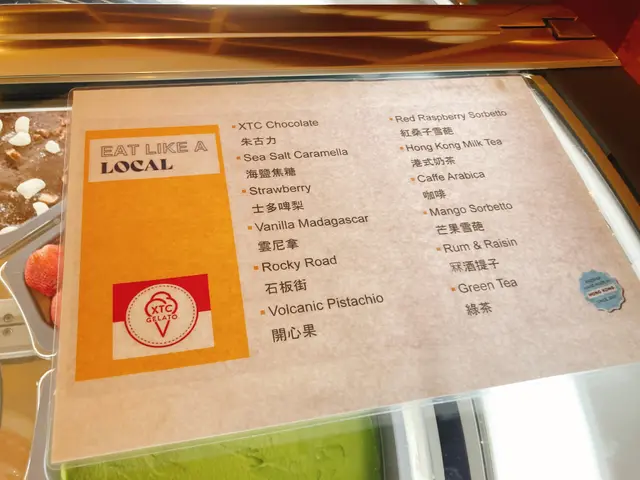 EAT LIKE A
LOCAL
XTC
GELATO
XTC Chocolate
朱古力
Sea Salt Caramella
海鹽焦糖
Strawberry
士多啤梨
Vanilla Madagascar
雲尼拿
Rocky Road
石板街
Volcanic Pistachio
開心果
Red Raspberry Sorbetto
紅桑子雪葩
Hong Kong Milk Tea
港式奶茶
Caffe Arabica
咖啡
Mango Sorbetto
芒果雪葩
Rum & Raisin
冧酒提子
Green Tea
綠茶
HONG KONG